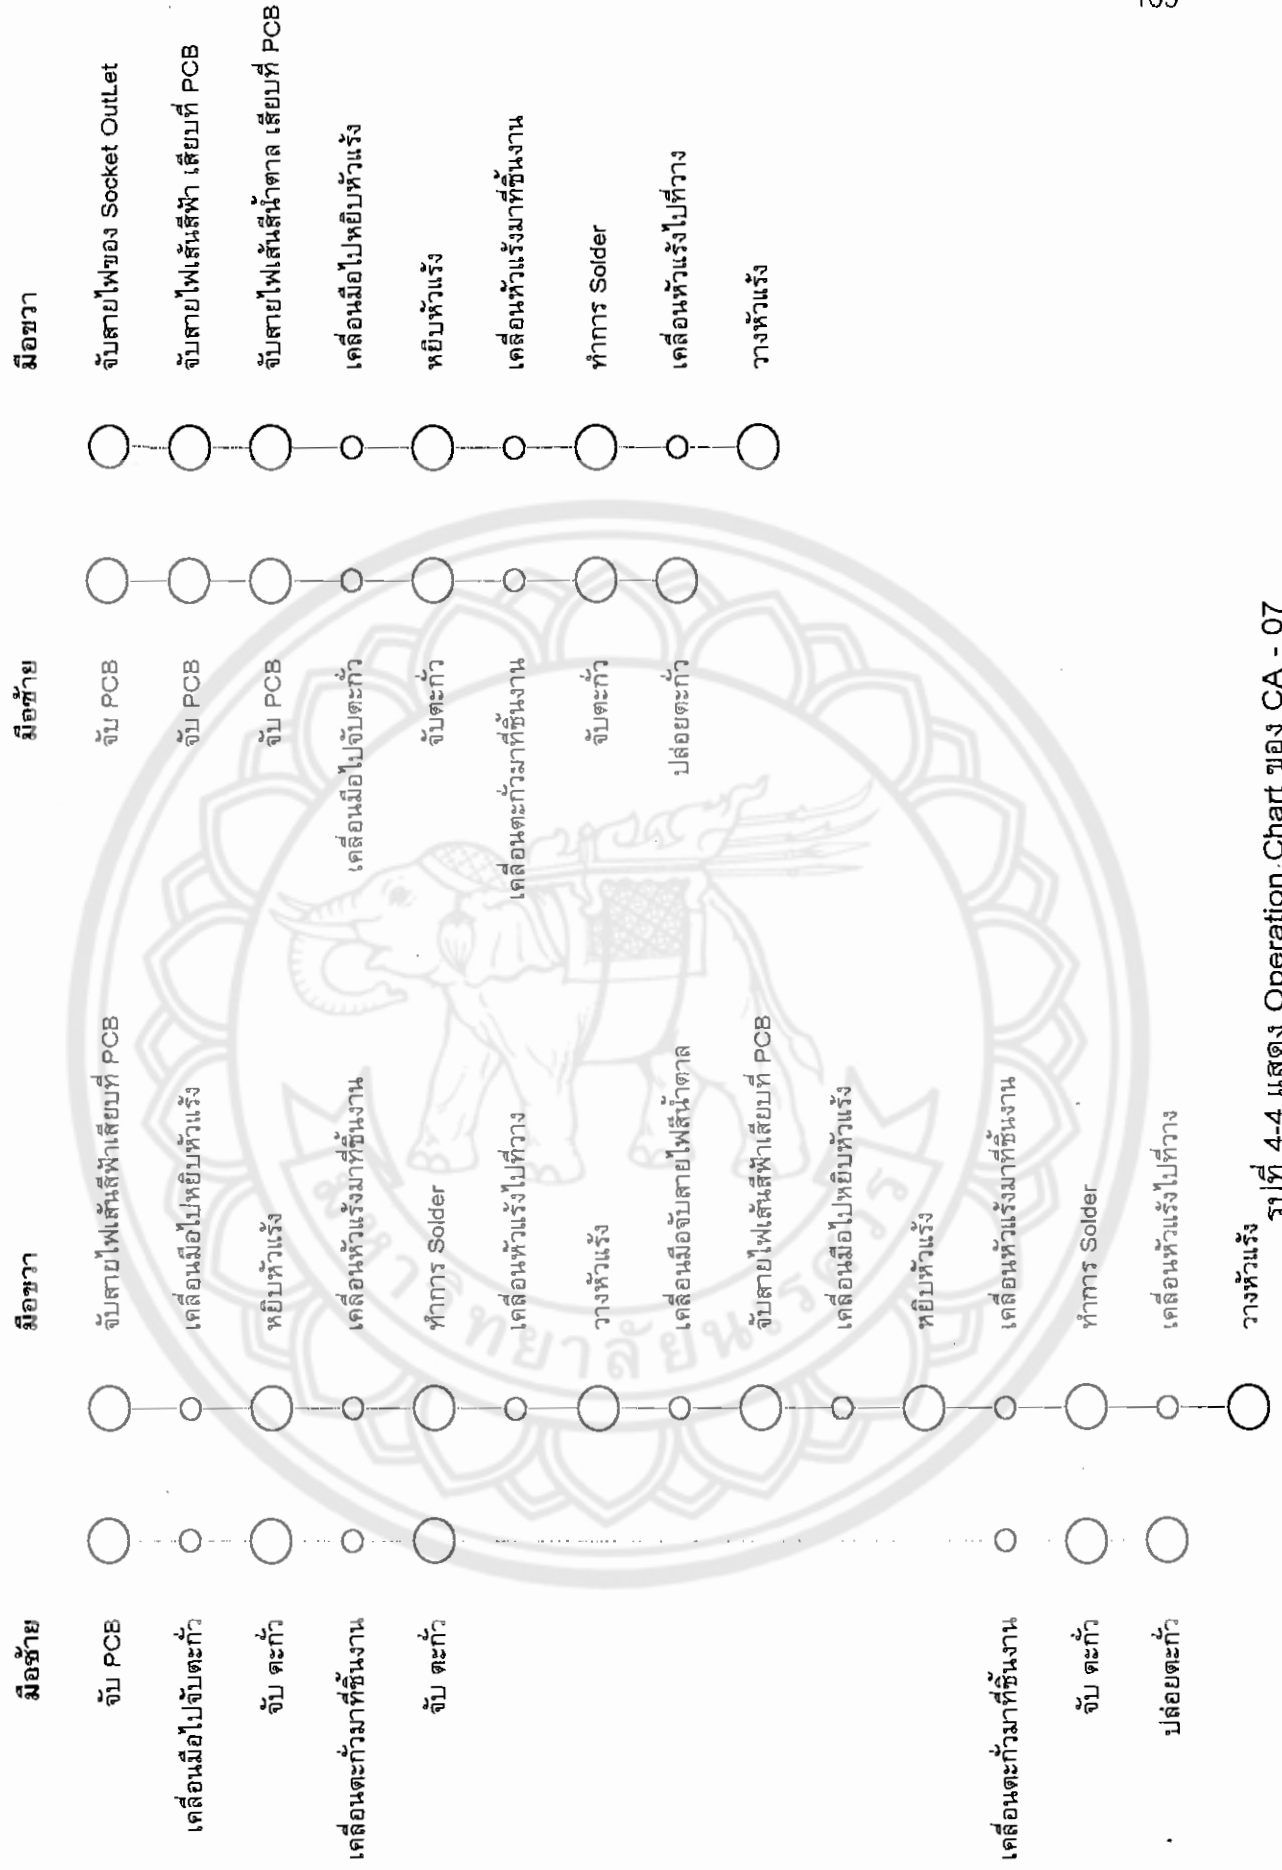 มือซ้าย มือขวา มือซ้าย มือขวา
จับ PCB จับสายไฟเส้นสีฟ้าเสียบที่ PCB จับ PCB จับสายไฟของ Socket OutLet
เคลื่อนมือไปจับตะกั่ว เคลื่อนมือไปหยิบหัวแร้ง จับ PCB จับสายไฟเส้นสีฟ้า เสียบที่ PCB
จับ ตะกั่ว หยิบหัวแร้ง จับ PCB จับสายไฟเส้นสีน้ำตาล เสียบที่ PCB
เคลื่อนตะกั่วมาที่ชิ้นงาน เคลื่อนหัวแร้งมาที่ชิ้นงาน เคลื่อนมือไปจับตะกั่ว เคลื่อนมือไปหยิบหัวแร้ง
จับ ตะกั่ว ทำการ Solder จับตะกั่ว หยิบหัวแร้ง
เคลื่อนหัวแร้งไปที่วาง เคลื่อนตะกั่วมาที่ชิ้นงาน เคลื่อนหัวแร้งมาที่ชิ้นงาน
วางหัวแร้ง จับตะกั่ว ทำการ Solder
เคลื่อนมือจับสายไฟสีน้ำตาล ปล่อยตะกั่ว เคลื่อนหัวแร้งไปที่วาง
จับสายไฟเส้นสีฟ้าเสียบที่ PCB วางหัวแร้ง
เคลื่อนมือไปหยิบหัวแร้ง
หยิบหัวแร้ง
เคลื่อนตะกั่วมาที่ชิ้นงาน เคลื่อนหัวแร้งมาที่ชิ้นงาน
จับ ตะกั่ว ทำการ Solder
ปล่อยตะกั่ว เคลื่อนหัวแร้งไปที่วาง
วางหัวแร้ง
รูปที่ 4-4 แสดง Operation Chart ของ CA - 07
มหาวิทยาลัยนเรศวร